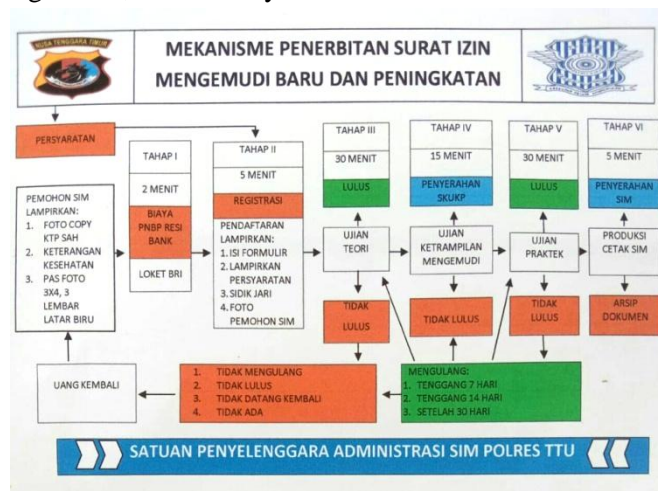 NUSA TENGGARA TIMUR
MEKANISME PENERBITAN SURAT IZIN
MENGEMUDI BARU DAN PENINGKATAN
PERSYARATAN
PEMOHON SIM
LAMPIRKAN:
1. FOTO COPY
KTP SAH
2. KETERANGAN
KESEHATAN
3. PAS FOTO
3X4, 3
LEMBAR
LATAR BIRU
TAHAP I
2 MENIT
BIAYA
PNBP RESI
BANK
LOKET BRI
TAHAP II
5 MENIT
REGISTRASI
PENDAFTARAN
LAMPIRKAN:
1. ISI FORMULIR
2. LAMPIRKAN
PERSYARATAN
3. SIDIK JARI
4. FOTO
PEMOHON SIM
TAHAP III
30 MENIT
LULUS
UJIAN
TEORI
TIDAK
LULUS
TAHAP IV
15 MENIT
PENYERAHAN
SKUKP
UJIAN
KETRAMPILAN
MENGEMUDI
TIDAK LULUS
TAHAP V
30 MENIT
LULUS
UJIAN
PRAKTEK
TIDAK
LULUS
TAHAP VI
5 MENIT
PENYERAHAN
SIM
PRODUKSI
CETAK SIM
ARSIP
DOKUMEN
UANG KEMBALI
1. TIDAK MENGULANG
2. TIDAK LULUS
3. TIDAK DATANG KEMBALI
4. TIDAK ADA
MENGULANG:
1. TENGGANG 7 HARI
2. TENGGANG 14 HARI
3. SETELAH 30 HARI
SATUAN PENYELENGGARA ADMINISTRASI SIM POLRES TTU